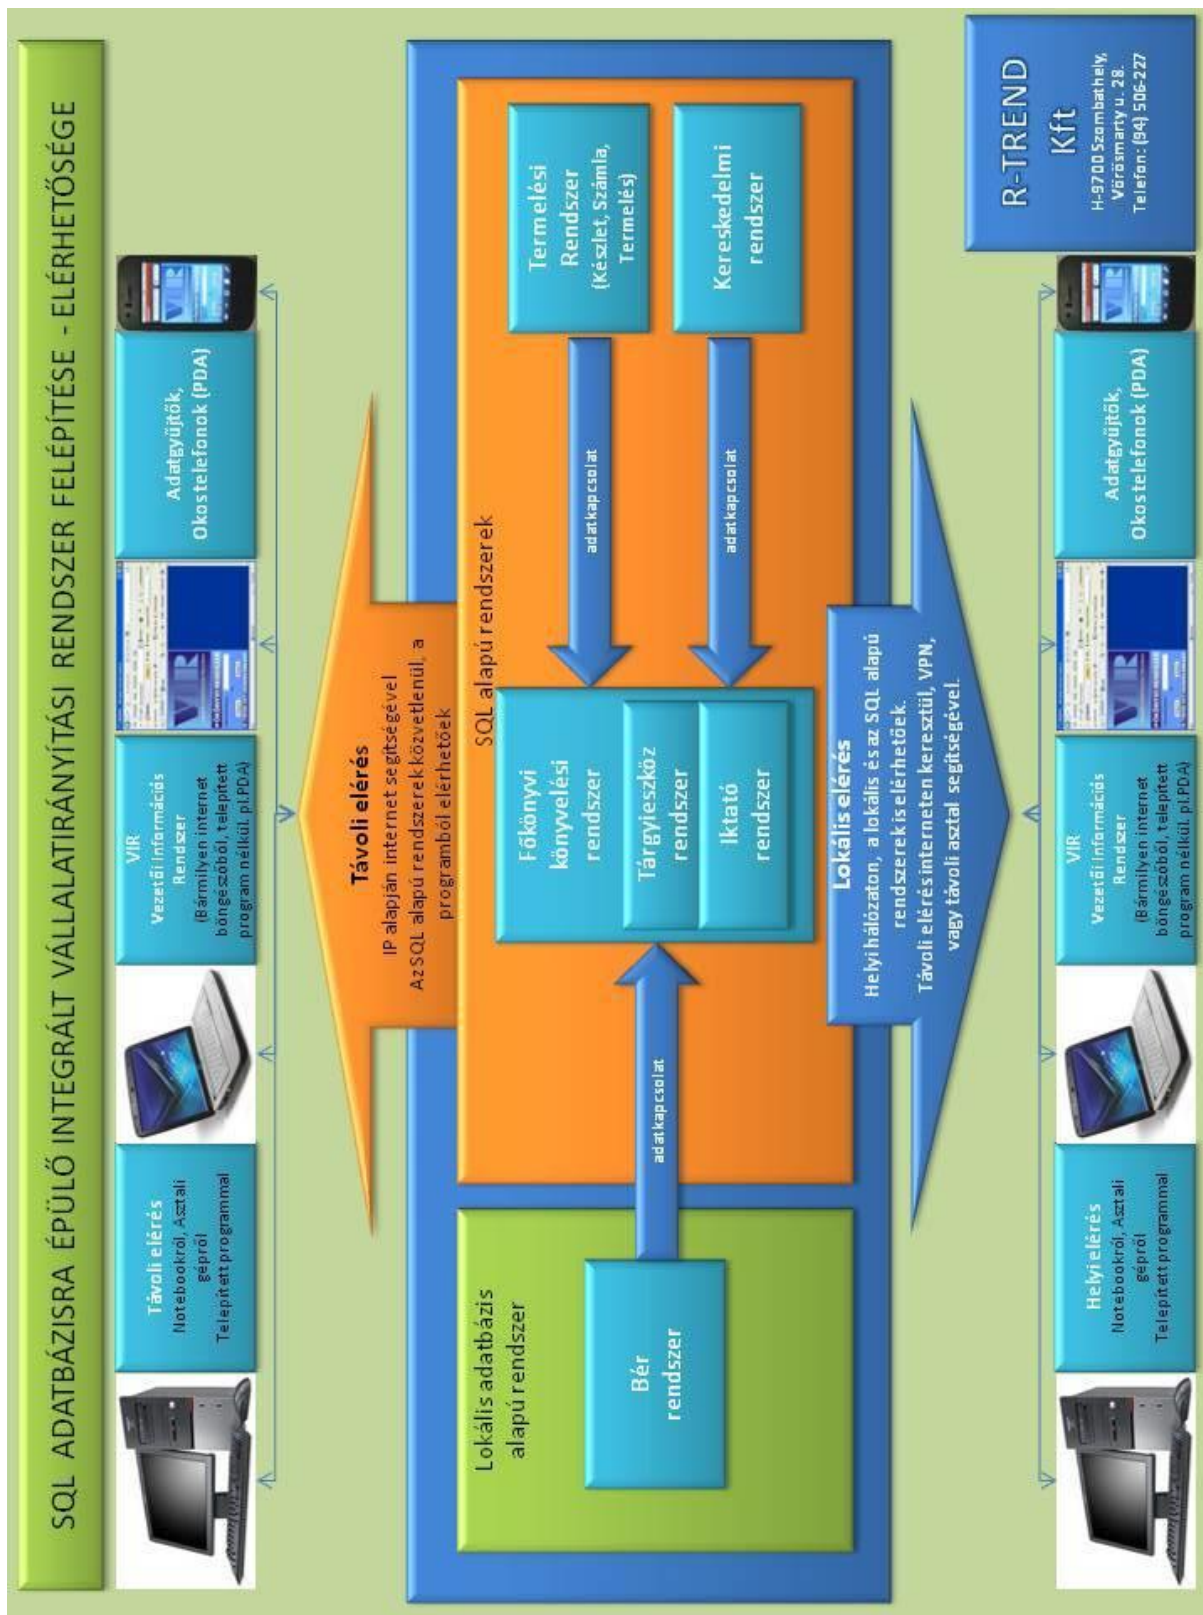 SQL ADATBÁZISRA ÉPÜLŐ INTEGRÁLT VÁLLALATIRÁNYÍTÁSI RENDSZER FELÉPÍTÉSE - ELÉRHETŐSÉGE
Távoli elérés
Notebookról, Asztali
gépről
Telepített programmal
VIR
Vezetői Információs
Rendszer
(Bármilyen internet
böngészőből, telepített
program nélkül. pl.PDA)
VIR
Adatgyűjtők,
Okostelefonok (PDA)
VIR
Távoli elérés
IP alapján internet segítségével
Az SQL alapú rendszerek közvetlenül, a
programból elérhetőek
Lokális adatbázis
alapú rendszer
Bér
rendszer
adatkapcsolat
SQL alapú rendszerek
Főkönyvi
könyvelési
rendszer
Tárgyieszköz
rendszer
Iktató
rendszer
adatkapcsolat
adatkapcsolat
Termelési
Rendszer
(Készlet, Számla,
Termelés)
Kereskedelmi
rendszer
Lokális elérés
Helyi hálózaton, a lokális és az SQL alapú
rendszerek is elérhetőek.
Távoli elérés interneten keresztül, VPN,
vagy távoli asztal segítségével.
Helyi elérés
Notebookról, Asztali
gépről
Telepített programmal
VIR
Vezetői Információs
Rendszer
(Bármilyen internet
böngészőből, telepített
program nélkül. pl.PDA)
VIR
Adatgyűjtők,
Okostelefonok (PDA)
VIR
R-TREND
Kft
H-9700 Szombathely,
Vörösmarty u. 28.
Telefon: (94) 506-227